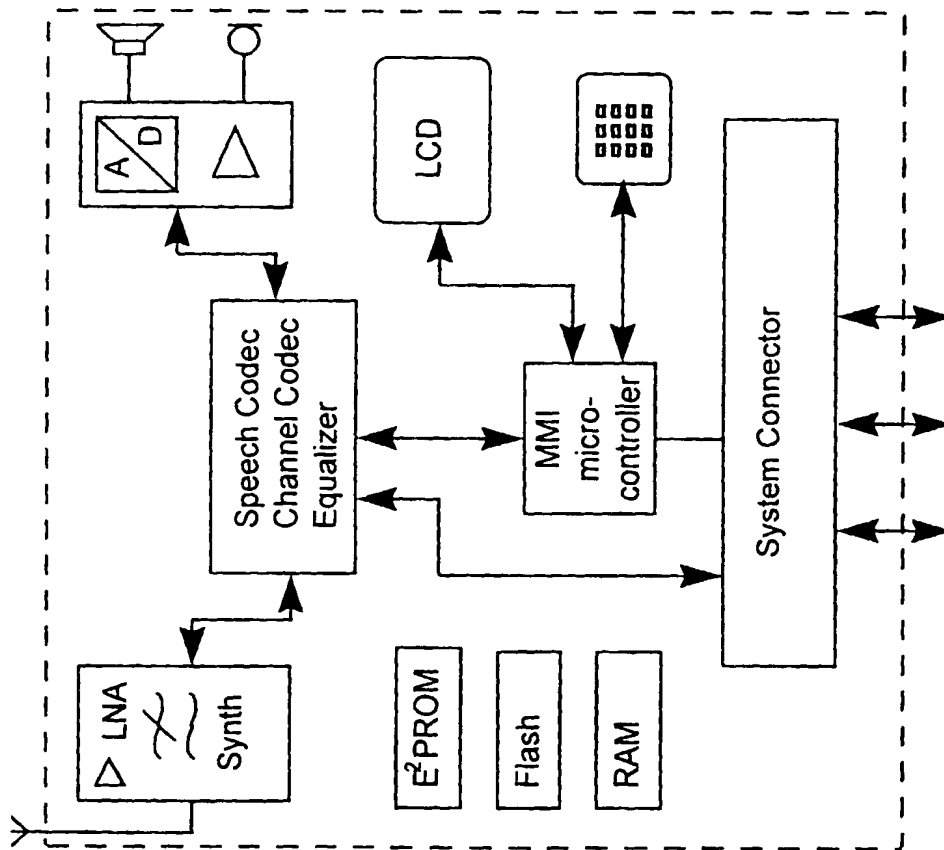 LNA
Synth
Speech Codec
Channel Codec
Equalizer
A
D
E²PROM
Flash
RAM
MMI
micro-
controller
LCD
System Connector